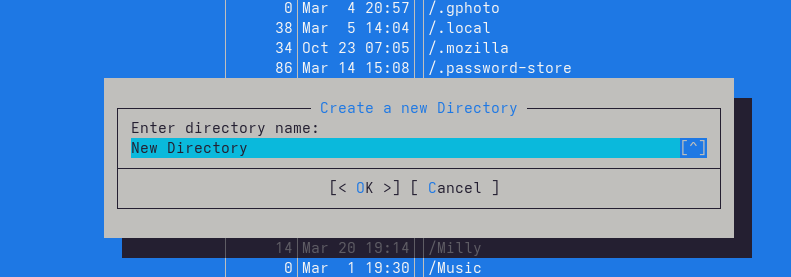 0 Mar 4 20:57 /.gphoto
38 Mar 5 14:04 /.local
34 Oct 23 07:05 /.mozilla
86 Mar 14 15:08 /.password-store
Create a new Directory
Enter directory name:
New Directory [^]
[< OK >] [ Cancel ]
14 Mar 20 19:14 /Milly
0 Mar 1 19:30 /Music